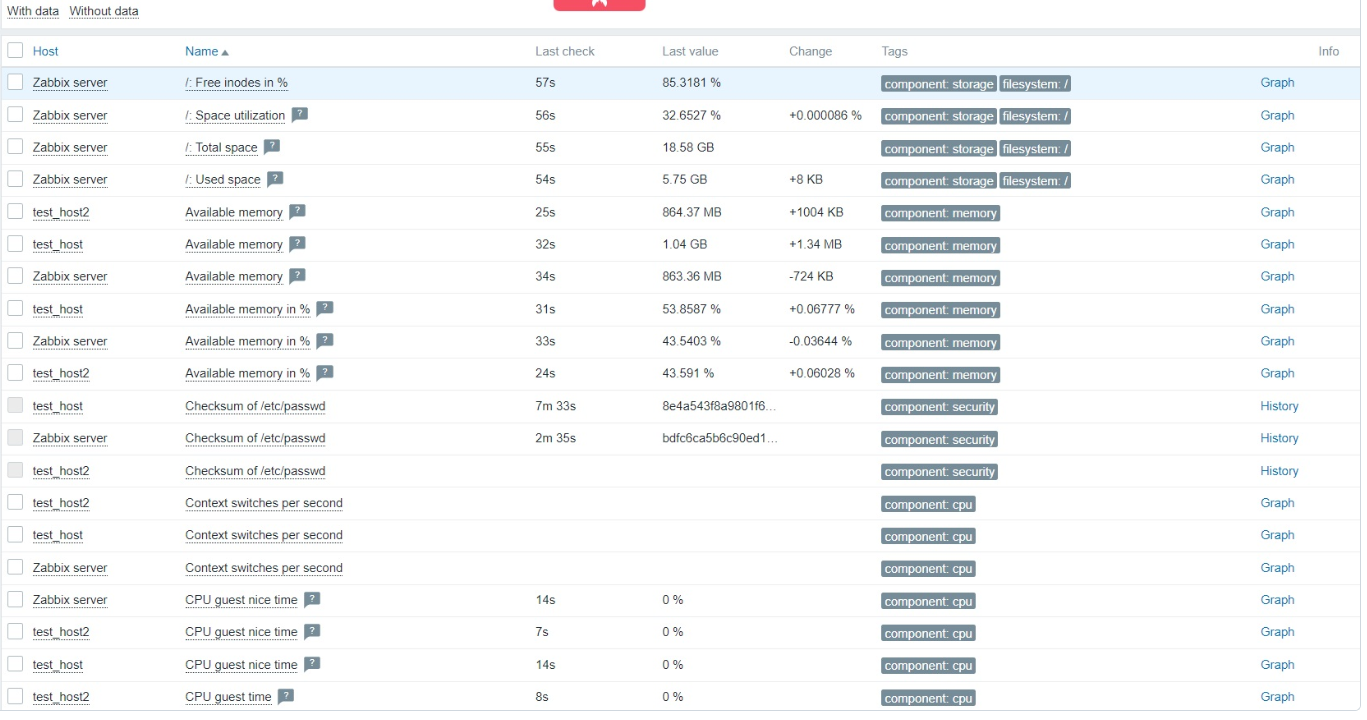 With data Without data
Host Name Last check Last value Change Tags Info
Zabbix server /: Free inodes in % 57s 85.3181 % component: storage filesystem: / Graph
Zabbix server /: Space utilization ? 56s 32.6527 % +0.000086 % component: storage filesystem: / Graph
Zabbix server /: Total space ? 55s 18.58 GB component: storage filesystem: / Graph
Zabbix server /: Used space ? 54s 5.75 GB +8 KB component: storage filesystem: / Graph
test_host2 Available memory ? 25s 864.37 MB +1004 KB component: memory Graph
test_host Available memory ? 32s 1.04 GB +1.34 MB component: memory Graph
Zabbix server Available memory ? 34s 863.36 MB -724 KB component: memory Graph
test_host Available memory in % ? 31s 53.8587 % +0.06777 % component: memory Graph
Zabbix server Available memory in % ? 33s 43.5403 % -0.03644 % component: memory Graph
test_host2 Available memory in % ? 24s 43.591 % +0.06028 % component: memory Graph
test_host Checksum of /etc/passwd 7m 33s 8e4a543f8a9801f6... component: security History
Zabbix server Checksum of /etc/passwd 2m 35s bdfc6ca5b6c90ed1... component: security History
test_host2 Checksum of /etc/passwd component: security History
test_host2 Context switches per second component: cpu Graph
test_host Context switches per second component: cpu Graph
Zabbix server Context switches per second component: cpu Graph
Zabbix server CPU guest nice time ? 14s 0 % component: cpu Graph
test_host2 CPU guest nice time ? 7s 0 % component: cpu Graph
test_host CPU guest nice time ? 14s 0 % component: cpu Graph
test_host2 CPU guest time ? 8s 0 % component: cpu Graph